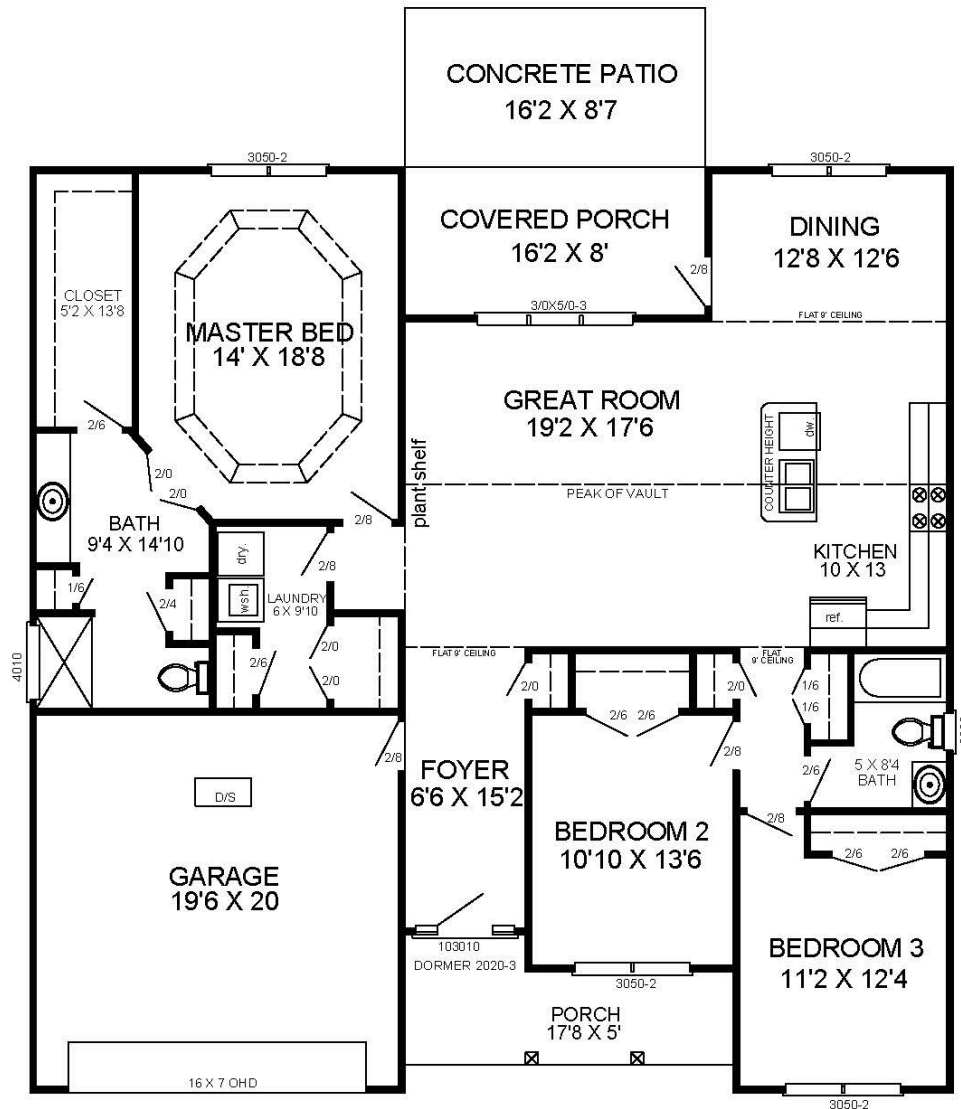 CONCRETE PATIO
16'2 X 8'7
3050-2
3050-2
COVERED PORCH
16'2 X 8'
2/8
3/0X5/0-3
DINING
12'8 X 12'6
FLAT 9' CEILING
CLOSET
5'2 X 13'8
MASTER BED
14' X 18'8
GREAT ROOM
19'2 X 17'6
dw.
COUNTER HEIGHT
plant shelf
PEAK OF VAULT
2/6
2/0
2/0
2/8
BATH
9'4 X 14'10
KITCHEN
10 X 13
ref.
dry.
wsh
2/8
LAUNDRY
6 X 9'10
1/6
2/4
2/6
2/0
2/0
4010
FLAT 9' CEILING
FLAT
9' CEILING
2/0
2/6
2/6
2/0
1/6
1/6
2/8
2/8
2/6
5 X 8'4
BATH
D/S
FOYER
6'6 X 15'2
2/8
BEDROOM 2
10'10 X 13'6
2/6
2/6
GARAGE
19'6 X 20
103010
DORMER 2020-3
3050-2
BEDROOM 3
11'2 X 12'4
PORCH
17'8 X 5'
16 X 7 OHD
3050-2